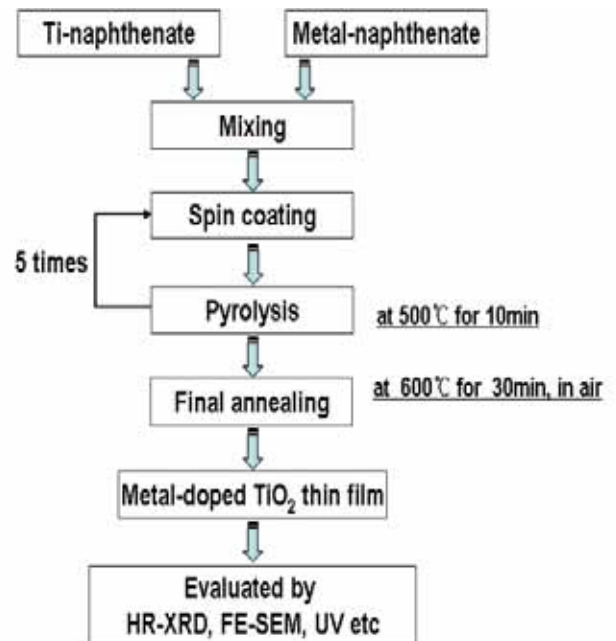 Ti-naphthenate
Metal-naphthenate
Mixing
Spin coating
5 times
Pyrolysis
at 500℃ for 10min
Final annealing
at 600℃ for 30min, in air
Metal-doped TiO₂ thin film
Evaluated by
HR-XRD, FE-SEM, UV etc